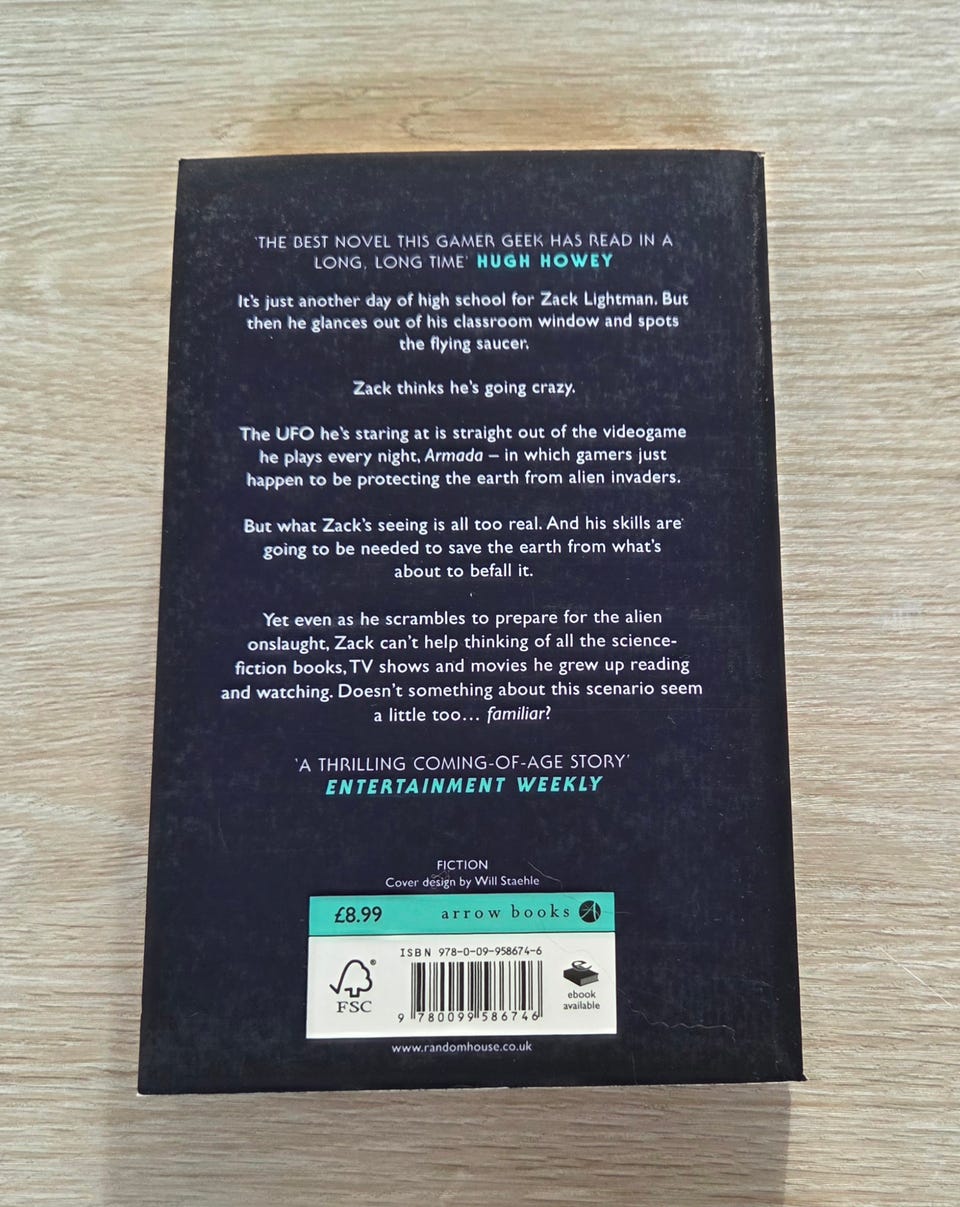 'THE BEST NOVEL THIS GAMER GEEK HAS READ IN A
LONG, LONG TIME' HUGH HOWEY
It's just another day of high school for Zack Lightman. But
then he glances out of his classroom window and spots
the flying saucer.
Zack thinks he's going crazy.
The UFO he's staring at is straight out of the videogame
he plays every night, Armada – in which gamers just
happen to be protecting the earth from alien invaders.
But what Zack's seeing is all too real. And his skills are
going to be needed to save the earth from what's
about to befall it.
Yet even as he scrambles to prepare for the alien
onslaught, Zack can't help thinking of all the science-
fiction books, TV shows and movies he grew up reading
and watching. Doesn't something about this scenario seem
a little too… familiar?
'A THRILLING COMING-OF-AGE STORY'
ENTERTAINMENT WEEKLY
FICTION
Cover design by Will Staehle
£8.99 arrow books A
ISBN 978-0-09-958674-6
FSC®
9 780099 586746
e
ebook
available
www.randomhouse.co.uk